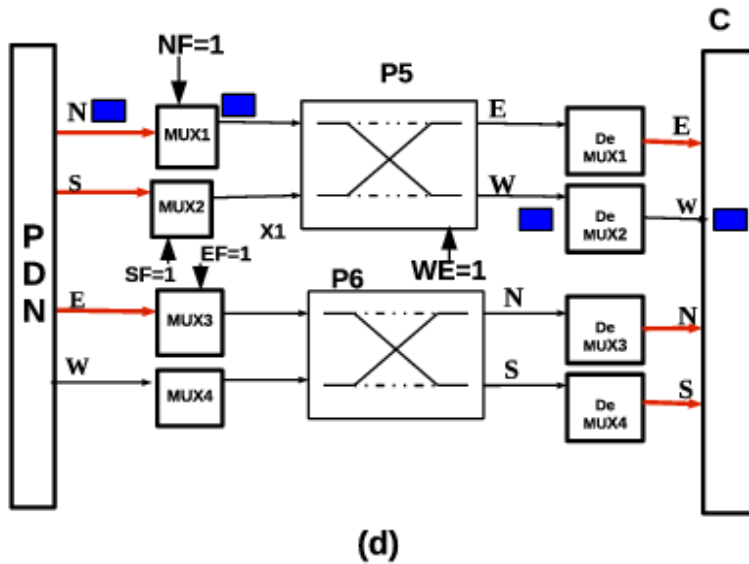 C
NF=1
P5
N
MUX1
E
De
MUX1
E
S
MUX2
W
De
MUX2
W
X1
P
D
N
SF=1
EF=1
WE=1
P6
E
MUX3
N
De
MUX3
N
W
MUX4
S
De
MUX4
S
(d)